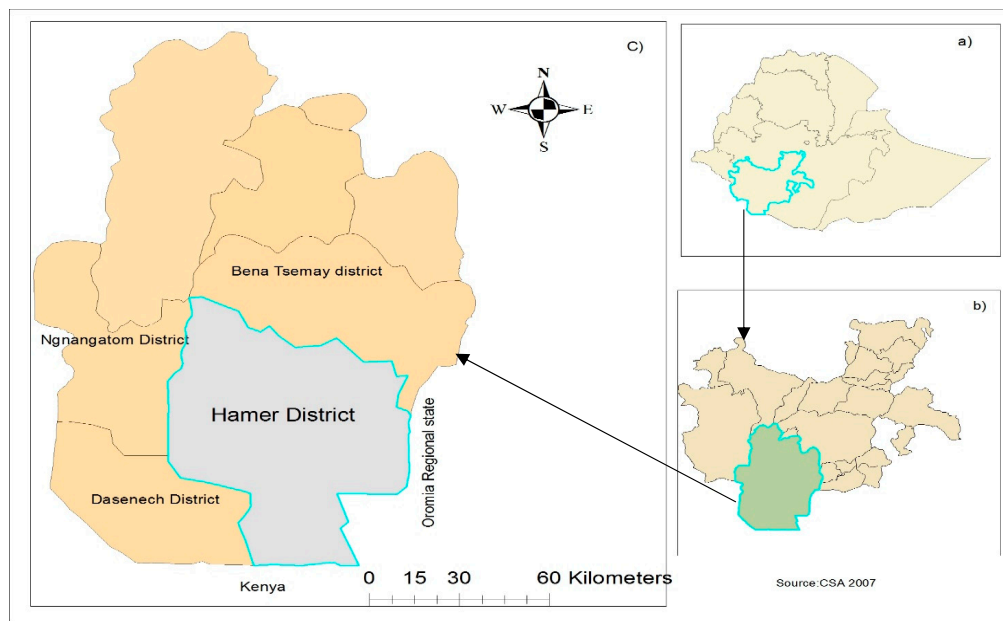 C)
N
W E
S
Bena Tsemay district
Ngnangatom District
Hamer District
Oromia Regional state
Dasenech District
Kenya
0 15 30 60 Kilometers
a)
b)
Source:CSA 2007